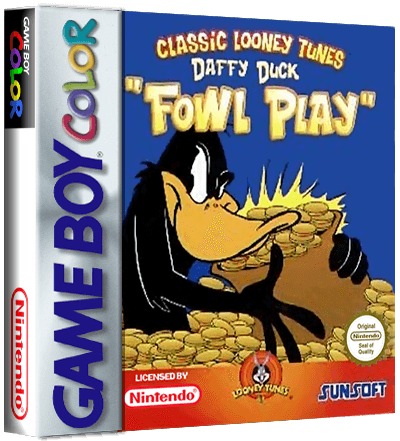 GAME BOY COLOR
Nintendo
GAME BOY COLOR
CLASSIC LOONEY TUNES
DAFFY DUCK
"FOWL PLAY"
Original
Nintendo
Seal of
Quality
LICENSED BY
Nintendo
LOONEY TUNES
SUNSOFT